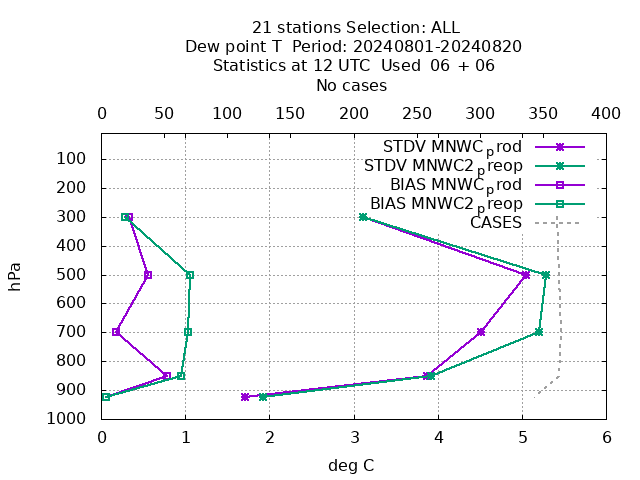 21 stations Selection: ALL
Dew point T  Period: 20240801-20240820
Statistics at 12 UTC  Used  06 + 06
No cases
0 50 100 150 200 250 300 350 400
STDV MNWC_prod
STDV MNWC2_preop
BIAS MNWC_prod
BIAS MNWC2_preop
CASES
100
200
300
400
500
600
700
800
900
1000
hPa
0 1 2 3 4 5 6
deg C